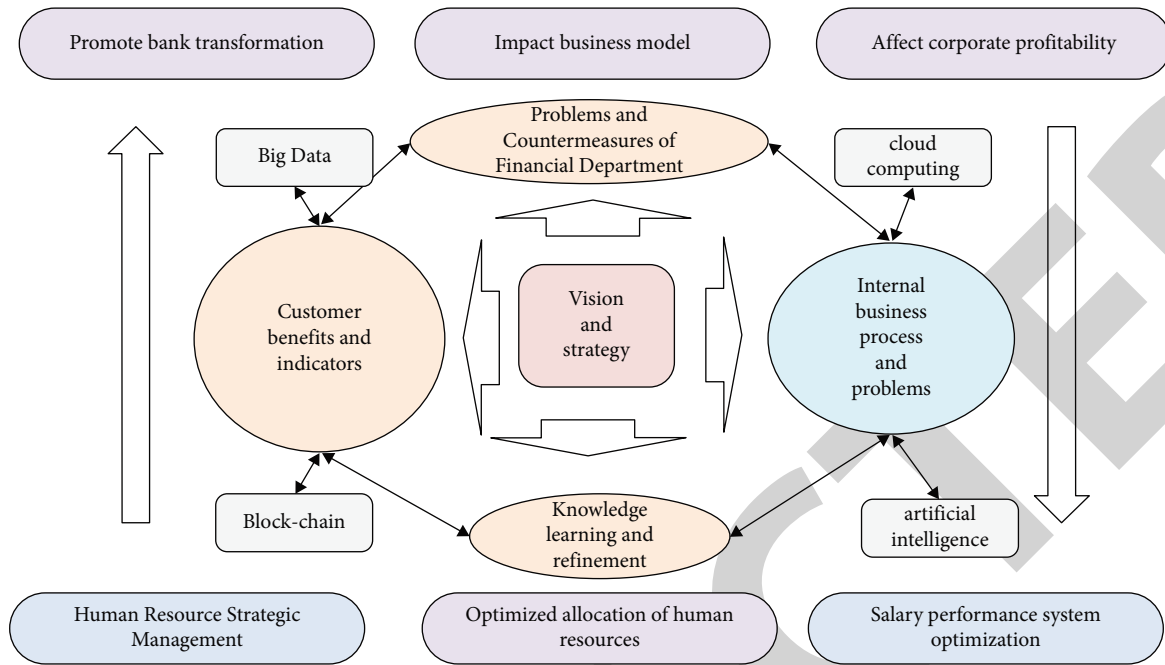 Promote bank transformation
Impact business model
Affect corporate profitability
Problems and
Countermeasures of
Financial Department
Big Data
cloud
computing
Customer
benefits and
indicators
Vision
and
strategy
Internal
business
process
and
problems
Block-chain
Knowledge
learning and
refinement
artificial
intelligence
Human Resource Strategic
Management
Optimized allocation of human
resources
Salary performance system
optimization